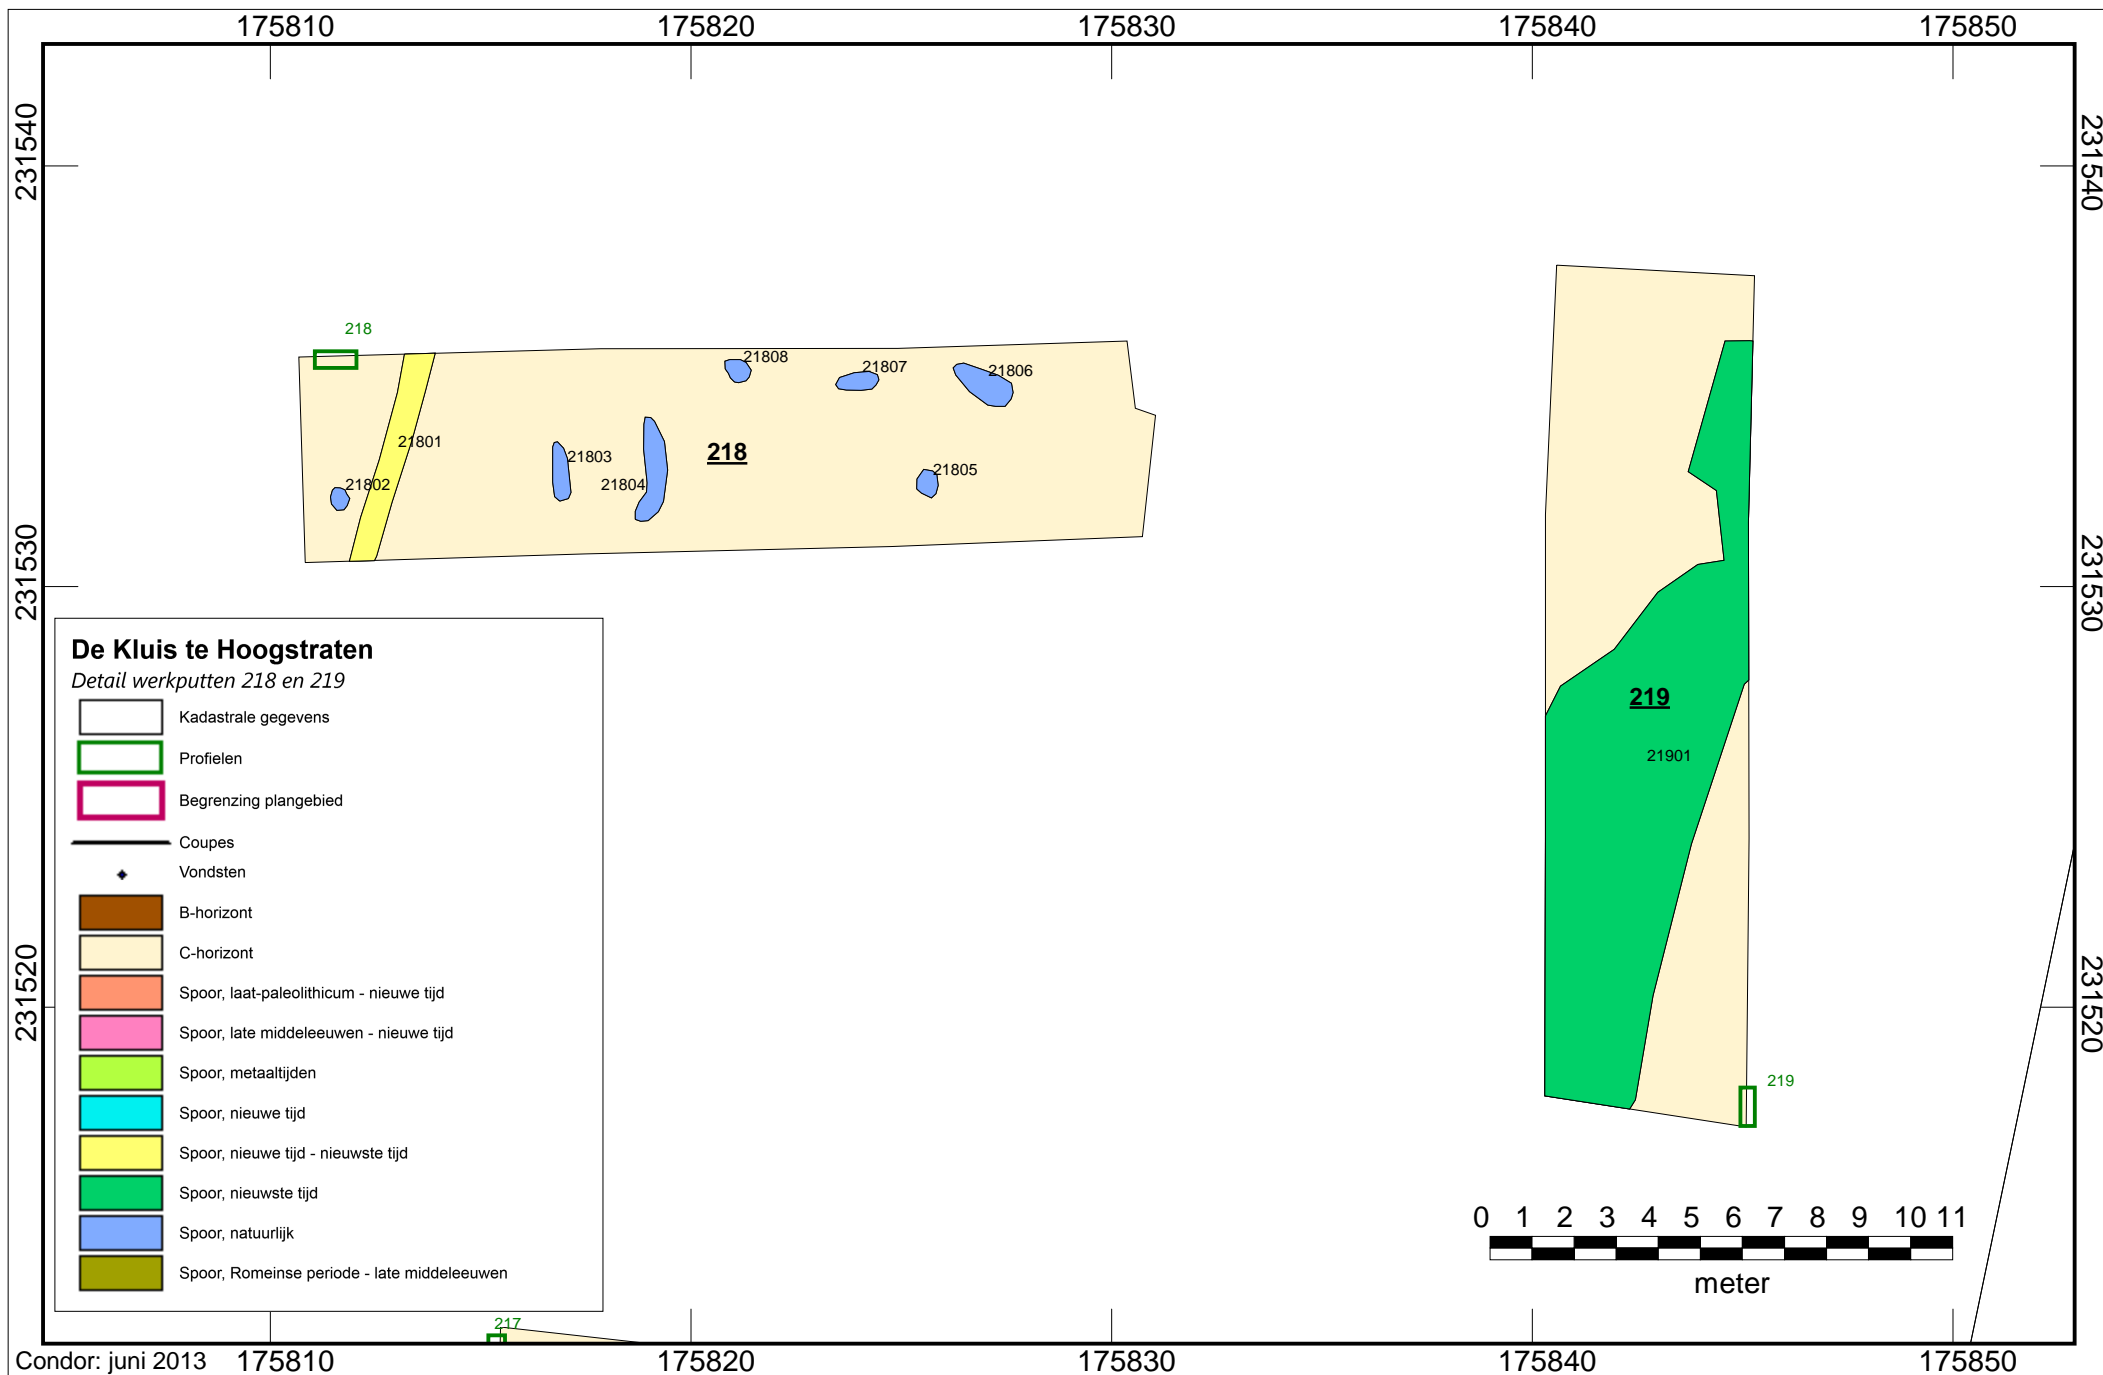 175810 175820 175830 175840 175850
231540 231540
218
21808
21807
21806
21801
218
21803
21805
21802
21804
231530 231530
De Kluis te Hoogstraten
Detail werkputten 218 en 219
Kadastrale gegevens
Profielen
Begrenzing plangebied
Coupes
Vondsten
B-horizont
C-horizont
Spoor, laat-paleolithicum - nieuwe tijd
Spoor, late middeleeuwen - nieuwe tijd
Spoor, metaaltijden
Spoor, nieuwe tijd
Spoor, nieuwe tijd - nieuwste tijd
Spoor, nieuwste tijd
Spoor, natuurlijk
Spoor, Romeinse periode - late middeleeuwen
219
21901
231520 231520
219
0 1 2 3 4 5 6 7 8 9 10 11
meter
217
Condor: juni 2013
175810 175820 175830 175840 175850